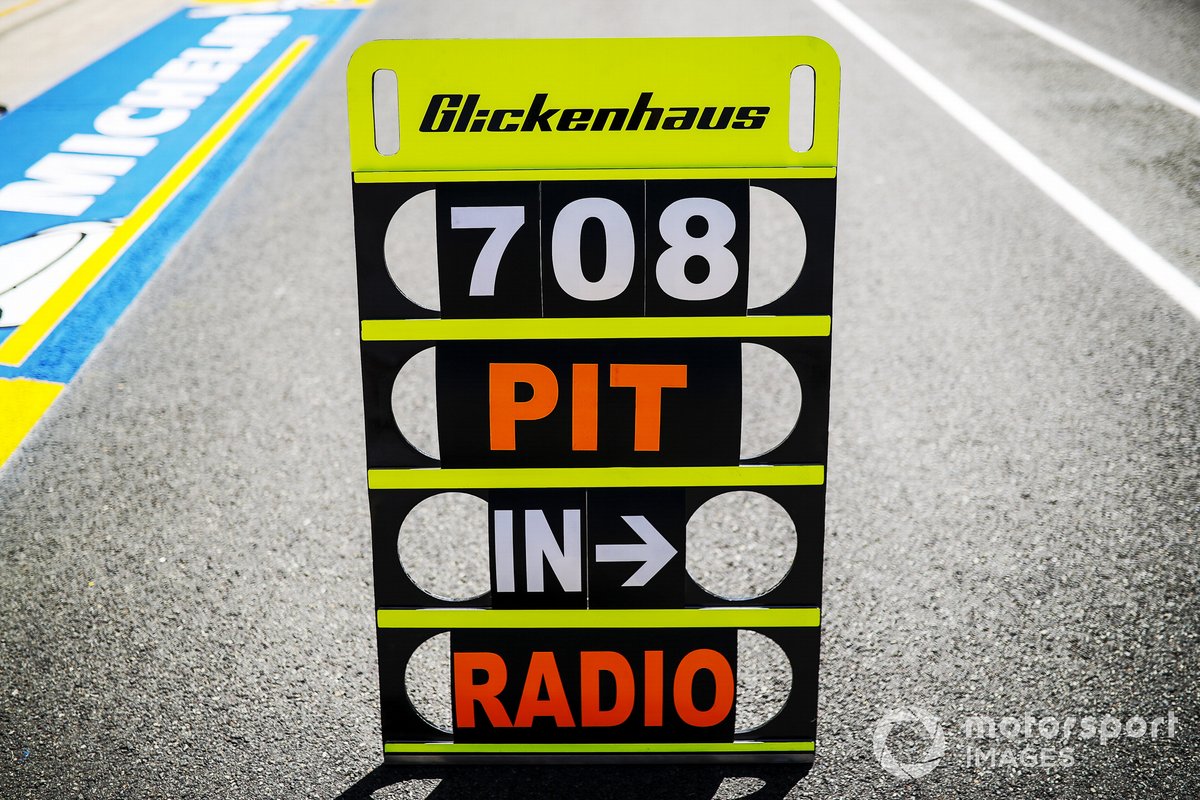 MICHELIN
Glickenhaus
708
PIT
IN→
RADIO
motorsport
IMAGES